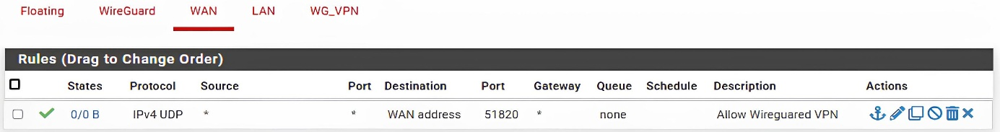 Floating WireGuard WAN LAN WG_VPN
Rules (Drag to Change Order)
States Protocol Source Port Destination Port Gateway Queue Schedule Description Actions
0/0 B IPv4 UDP * * WAN address 51820 * none Allow Wireguared VPN